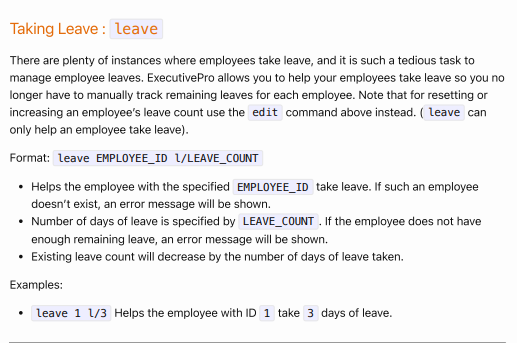 Taking Leave : leave
There are plenty of instances where employees take leave, and it is such a tedious task to
manage employee leaves. ExecutivePro allows you to help your employees take leave so you no
longer have to manually track remaining leaves for each employee. Note that for resetting or
increasing an employee's leave count use the edit command above instead. ( leave can
only help an employee take leave).
Format: leave EMPLOYEE_ID l/LEAVE_COUNT
• Helps the employee with the specified EMPLOYEE_ID take leave. If such an employee
doesn't exist, an error message will be shown.
• Number of days of leave is specified by LEAVE_COUNT. If the employee does not have
enough remaining leave, an error message will be shown.
• Existing leave count will decrease by the number of days of leave taken.
Examples:
• leave 1 l/3 Helps the employee with ID 1 take 3 days of leave.